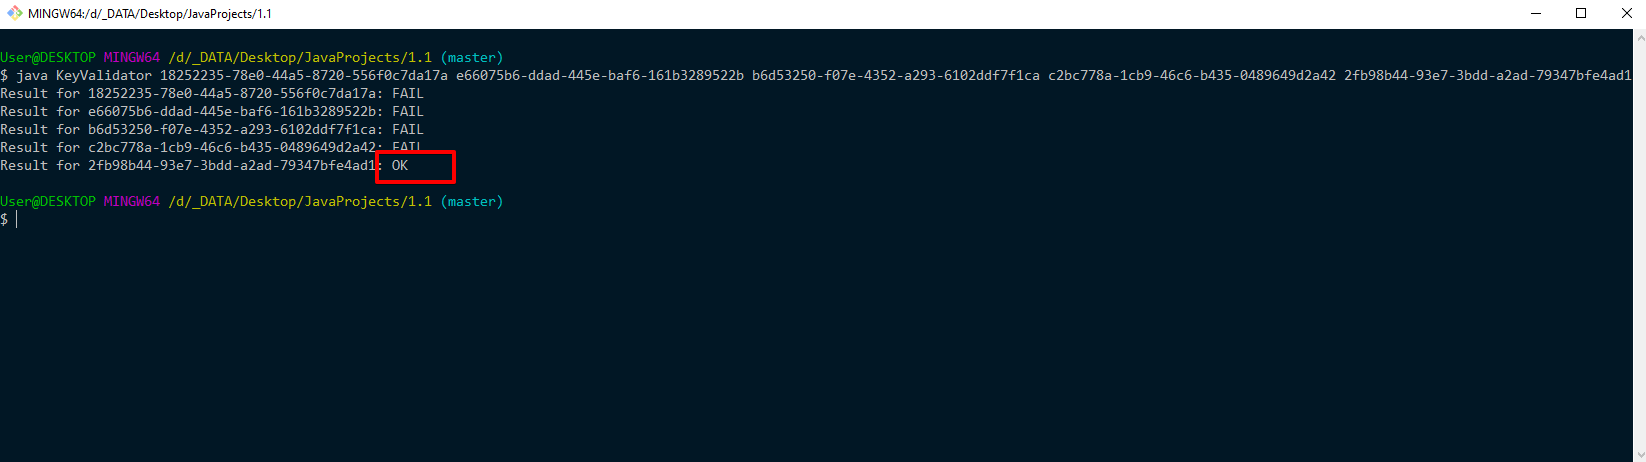 MINGW64:/d/_DATA/Desktop/JavaProjects/1.1
User@DESKTOP MINGW64 /d/_DATA/Desktop/JavaProjects/1.1 (master)
$ java KeyValidator 18252235-78e0-44a5-8720-556f0c7da17a e66075b6-ddad-445e-baf6-161b3289522b b6d53250-f07e-4352-a293-6102ddf7f1ca c2bc778a-1cb9-46c6-b435-0489649d2a42 2fb98b44-93e7-3bdd-a2ad-79347bfe4ad1
Result for 18252235-78e0-44a5-8720-556f0c7da17a: FAIL
Result for e66075b6-ddad-445e-baf6-161b3289522b: FAIL
Result for b6d53250-f07e-4352-a293-6102ddf7f1ca: FAIL
Result for c2bc778a-1cb9-46c6-b435-0489649d2a42: FAIL
Result for 2fb98b44-93e7-3bdd-a2ad-79347bfe4ad1: OK
User@DESKTOP MINGW64 /d/_DATA/Desktop/JavaProjects/1.1 (master)
$